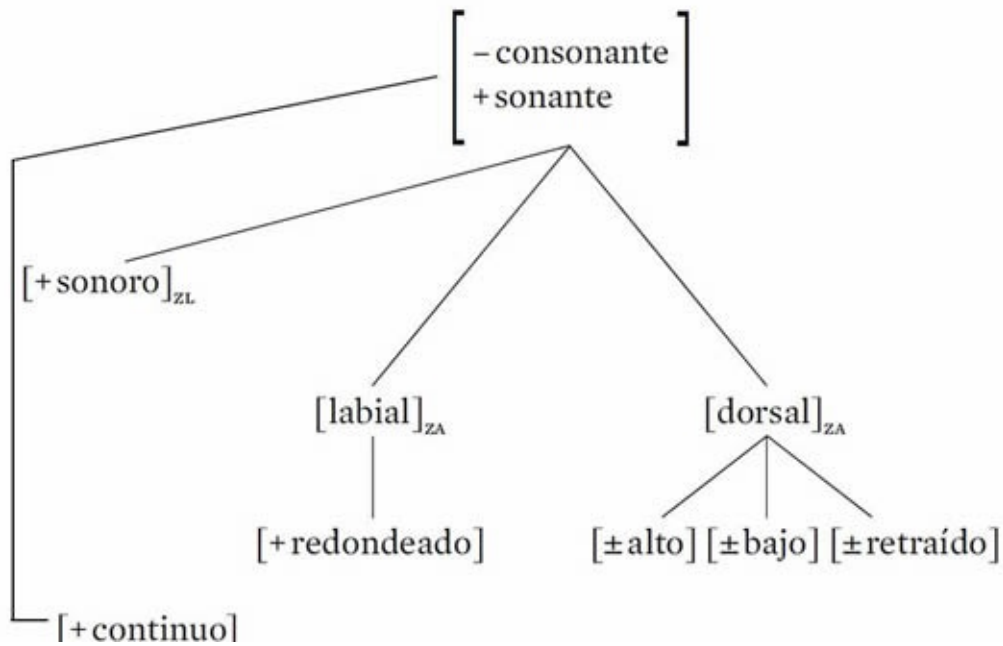 – consonante
+ sonante
[+ sonoro]ZL
[labial]ZA [dorsal]ZA
[+ redondeado] [± alto] [± bajo] [± retraído]
[+ continuo]